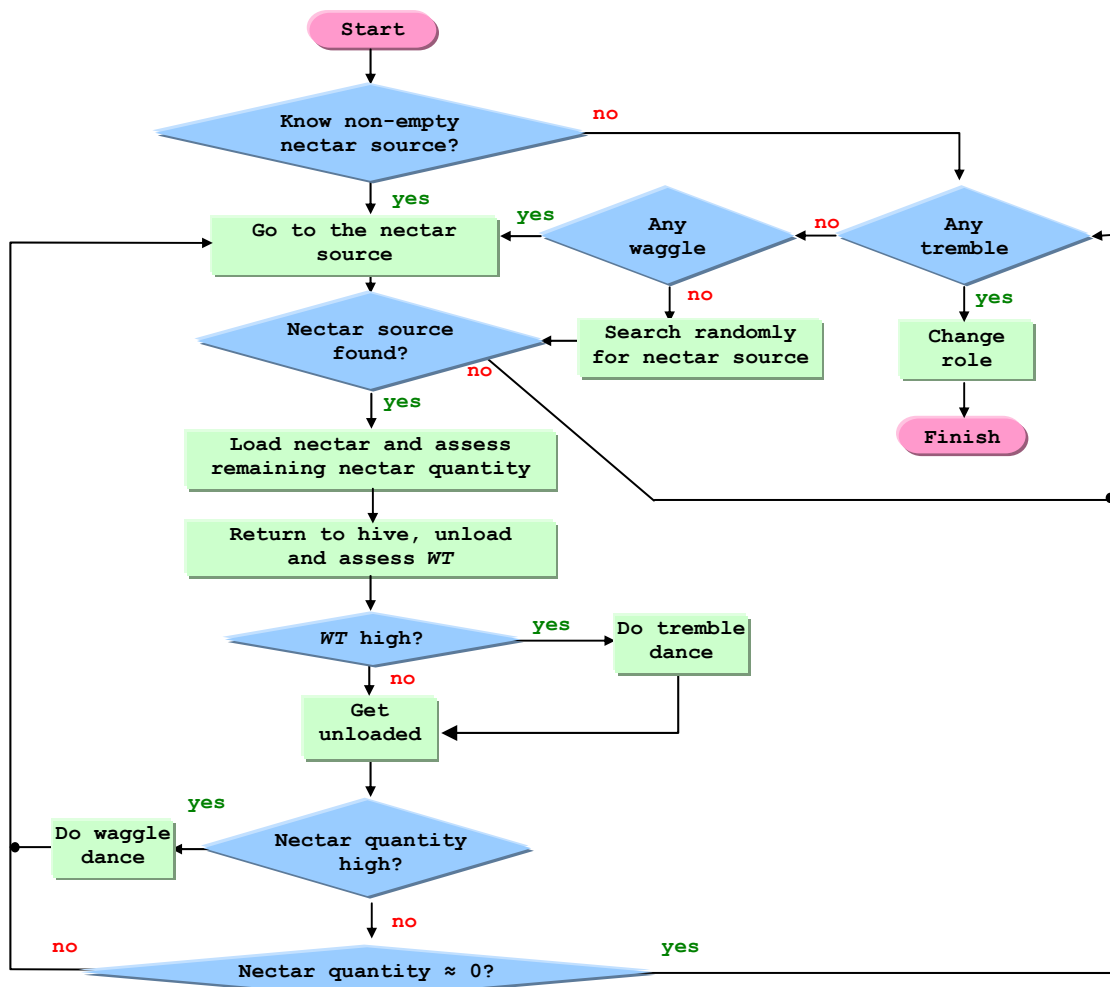 Start
Know non-empty
nectar source?
no
yes
Go to the nectar
source
yes
Any
waggle
no
Any
tremble
no
yes
Nectar source
found?
no
Search randomly
for nectar source
Change
role
yes
Finish
Load nectar and assess
remaining nectar quantity
Return to hive, unload
and assess WT
WT high?
yes
Do tremble
dance
no
Get
unloaded
yes
Do waggle
dance
Nectar quantity
high?
no
no
Nectar quantity ≈ 0?
yes